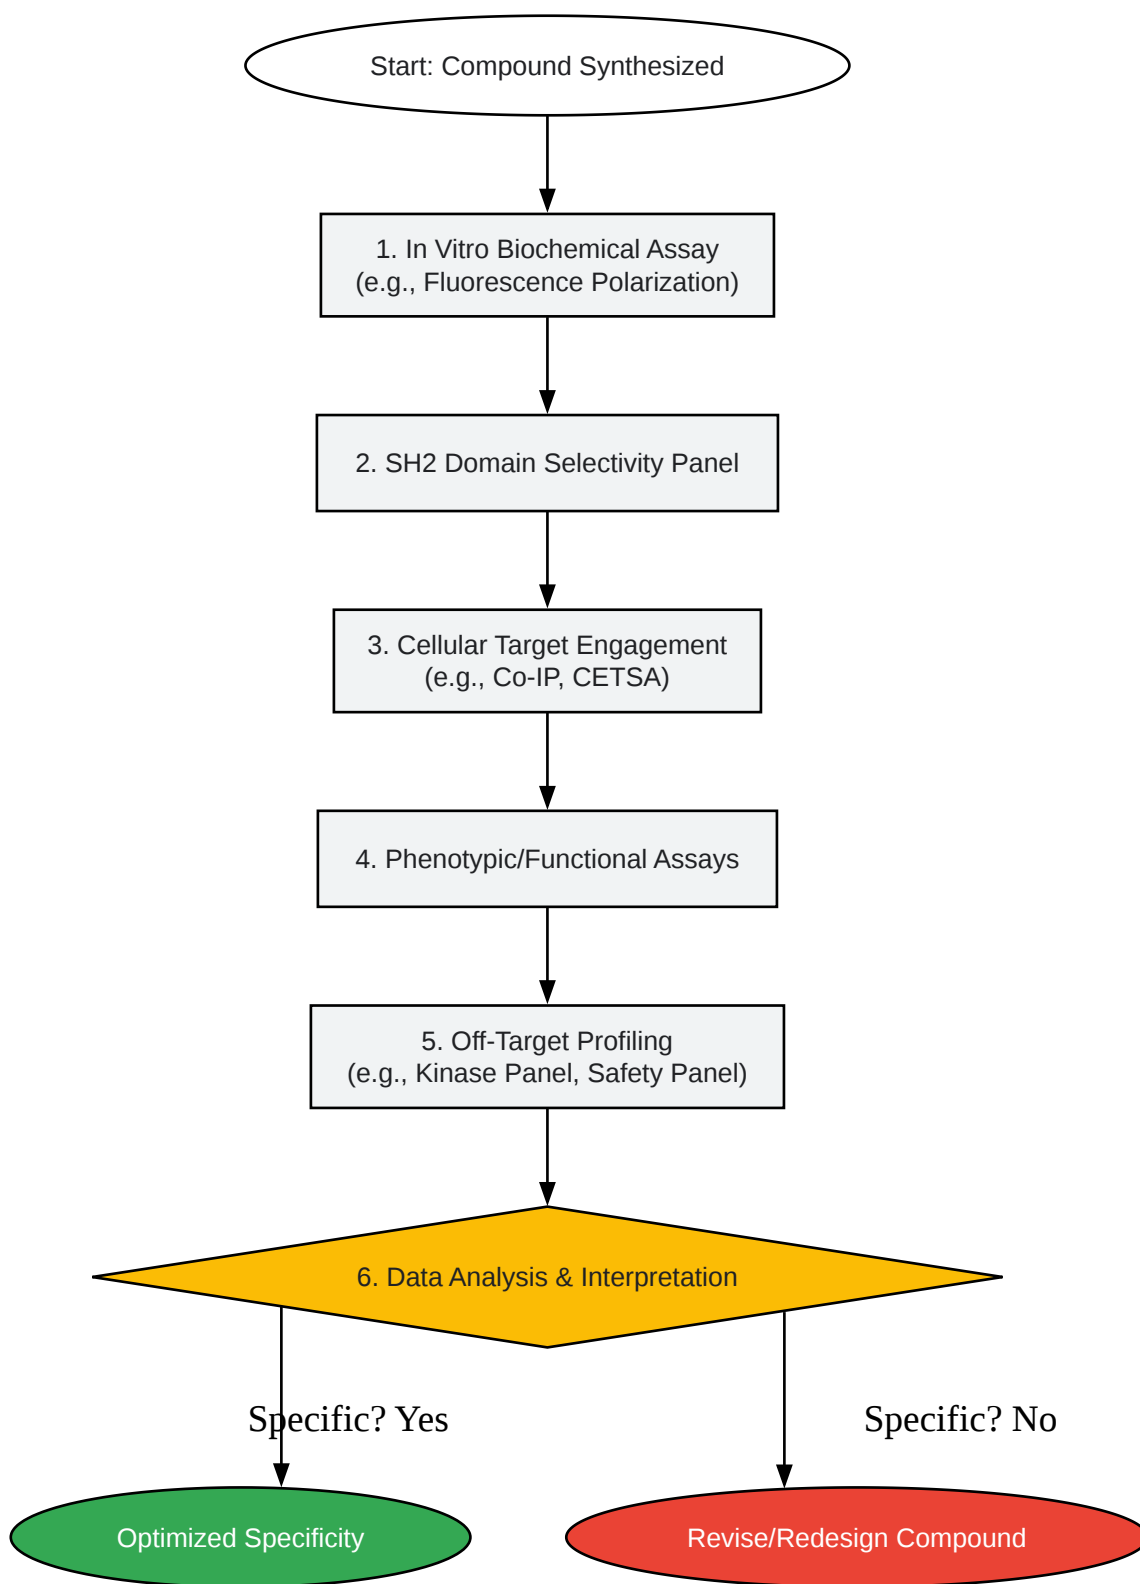 Start: Compound Synthesized
1. In Vitro Biochemical Assay
(e.g., Fluorescence Polarization)
2. SH2 Domain Selectivity Panel
3. Cellular Target Engagement
(e.g., Co-IP, CETSA)
4. Phenotypic/Functional Assays
5. Off-Target Profiling
(e.g., Kinase Panel, Safety Panel)
6. Data Analysis & Interpretation
Specific? Yes
Specific? No
Optimized Specificity
Revise/Redesign Compound